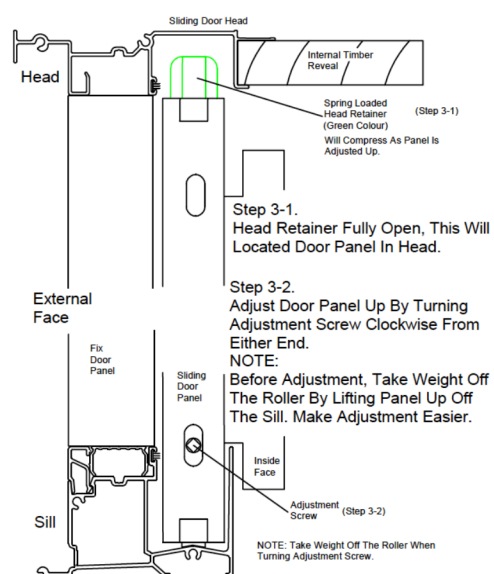 Sliding Door Head
Internal Timber
Reveal
Head
Spring Loaded
Head Retainer
(Green Colour)
(Step 3-1)
Will Compress As Panel Is
Adjusted Up.
Step 3-1.
Head Retainer Fully Open, This Will
Located Door Panel In Head.
Step 3-2.
Adjust Door Panel Up By Turning
Adjustment Screw Clockwise From
Either End.
NOTE:
Before Adjustment, Take Weight Off
The Roller By Lifting Panel Up Off
The Sill. Make Adjustment Easier.
External
Face
Fix
Door
Panel
Sliding
Door
Panel
Inside
Face
Adjustment
Screw
(Step 3-2)
Sill
NOTE: Take Weight Off The Roller When
Turning Adjustment Screw.